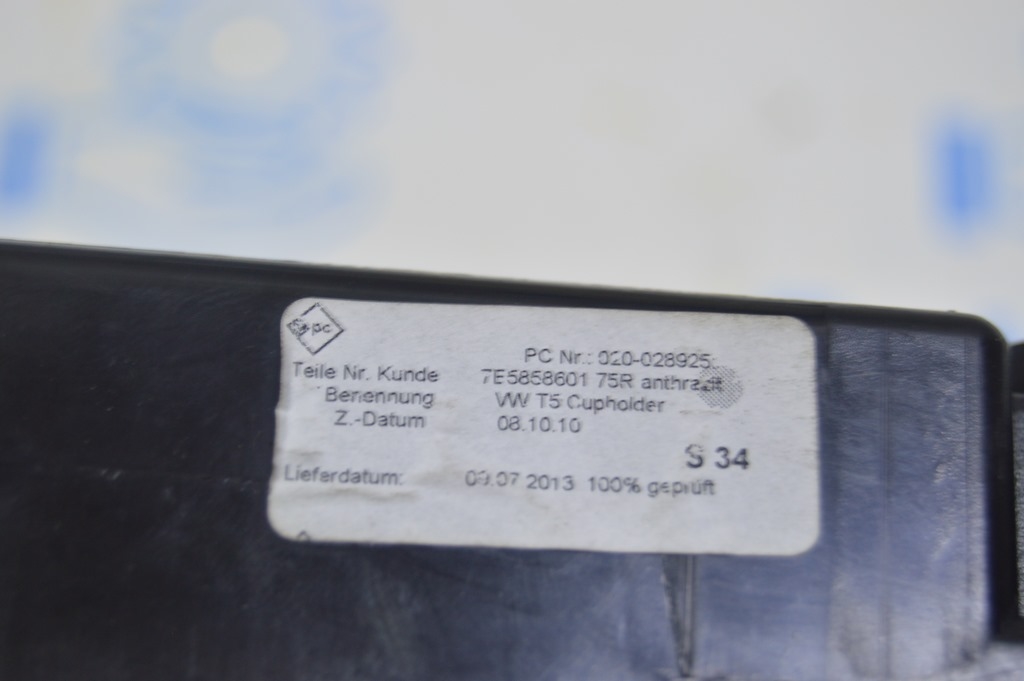 pc
PC Nr.: 020-028925
Teile Nr. Kunde 7E5858601 75R anthrazit
Benennung VW T5 Cupholder
Z.-Datum 08.10.10
S 34
Lieferdatum: 09.07 2013 100% geprüft